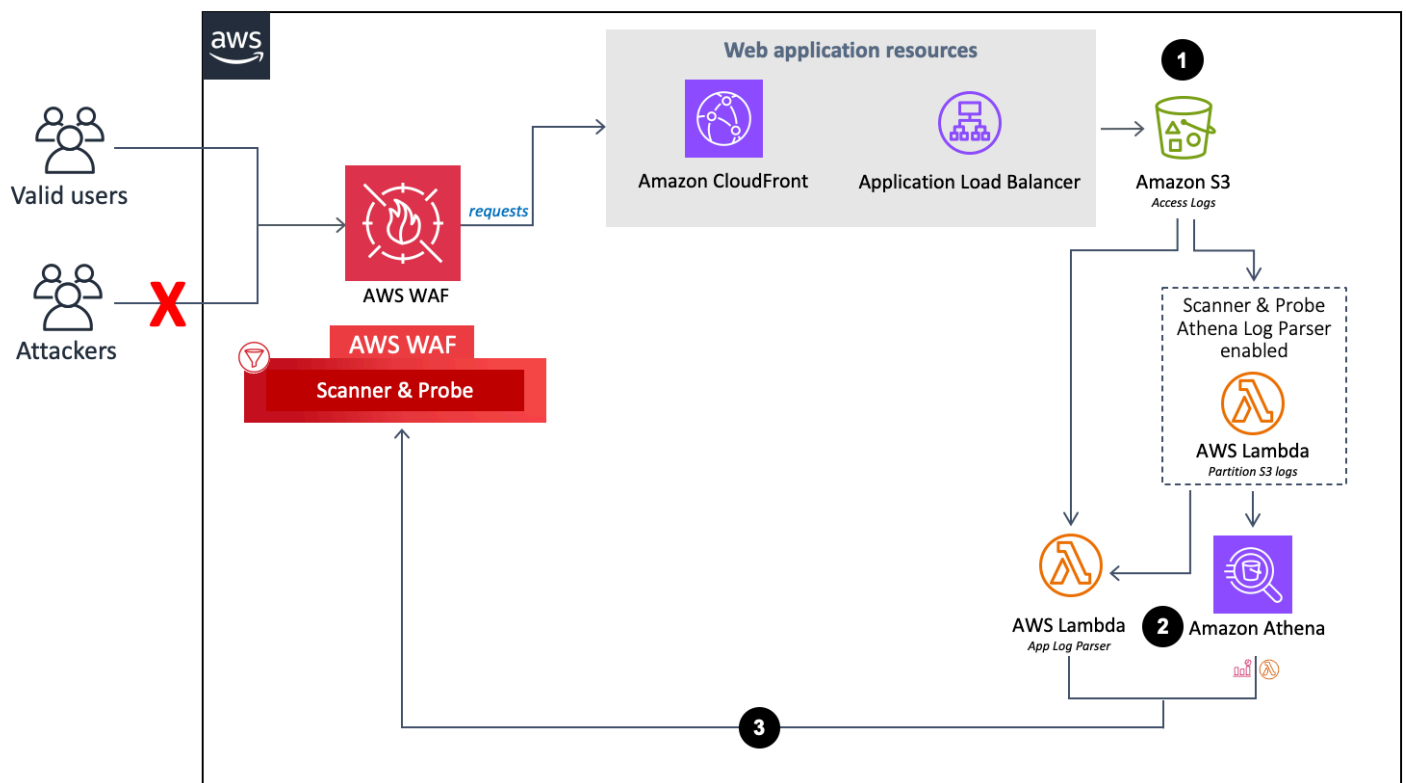 aws
Web application resources
1
Valid users
Amazon CloudFront
Application Load Balancer
Amazon S3
Access Logs
requests
Attackers
X
AWS WAF
AWS WAF
Scanner & Probe
Scanner & Probe
Athena Log Parser
enabled
AWS Lambda
Partition S3 logs
AWS Lambda
App Log Parser
2
Amazon Athena
3